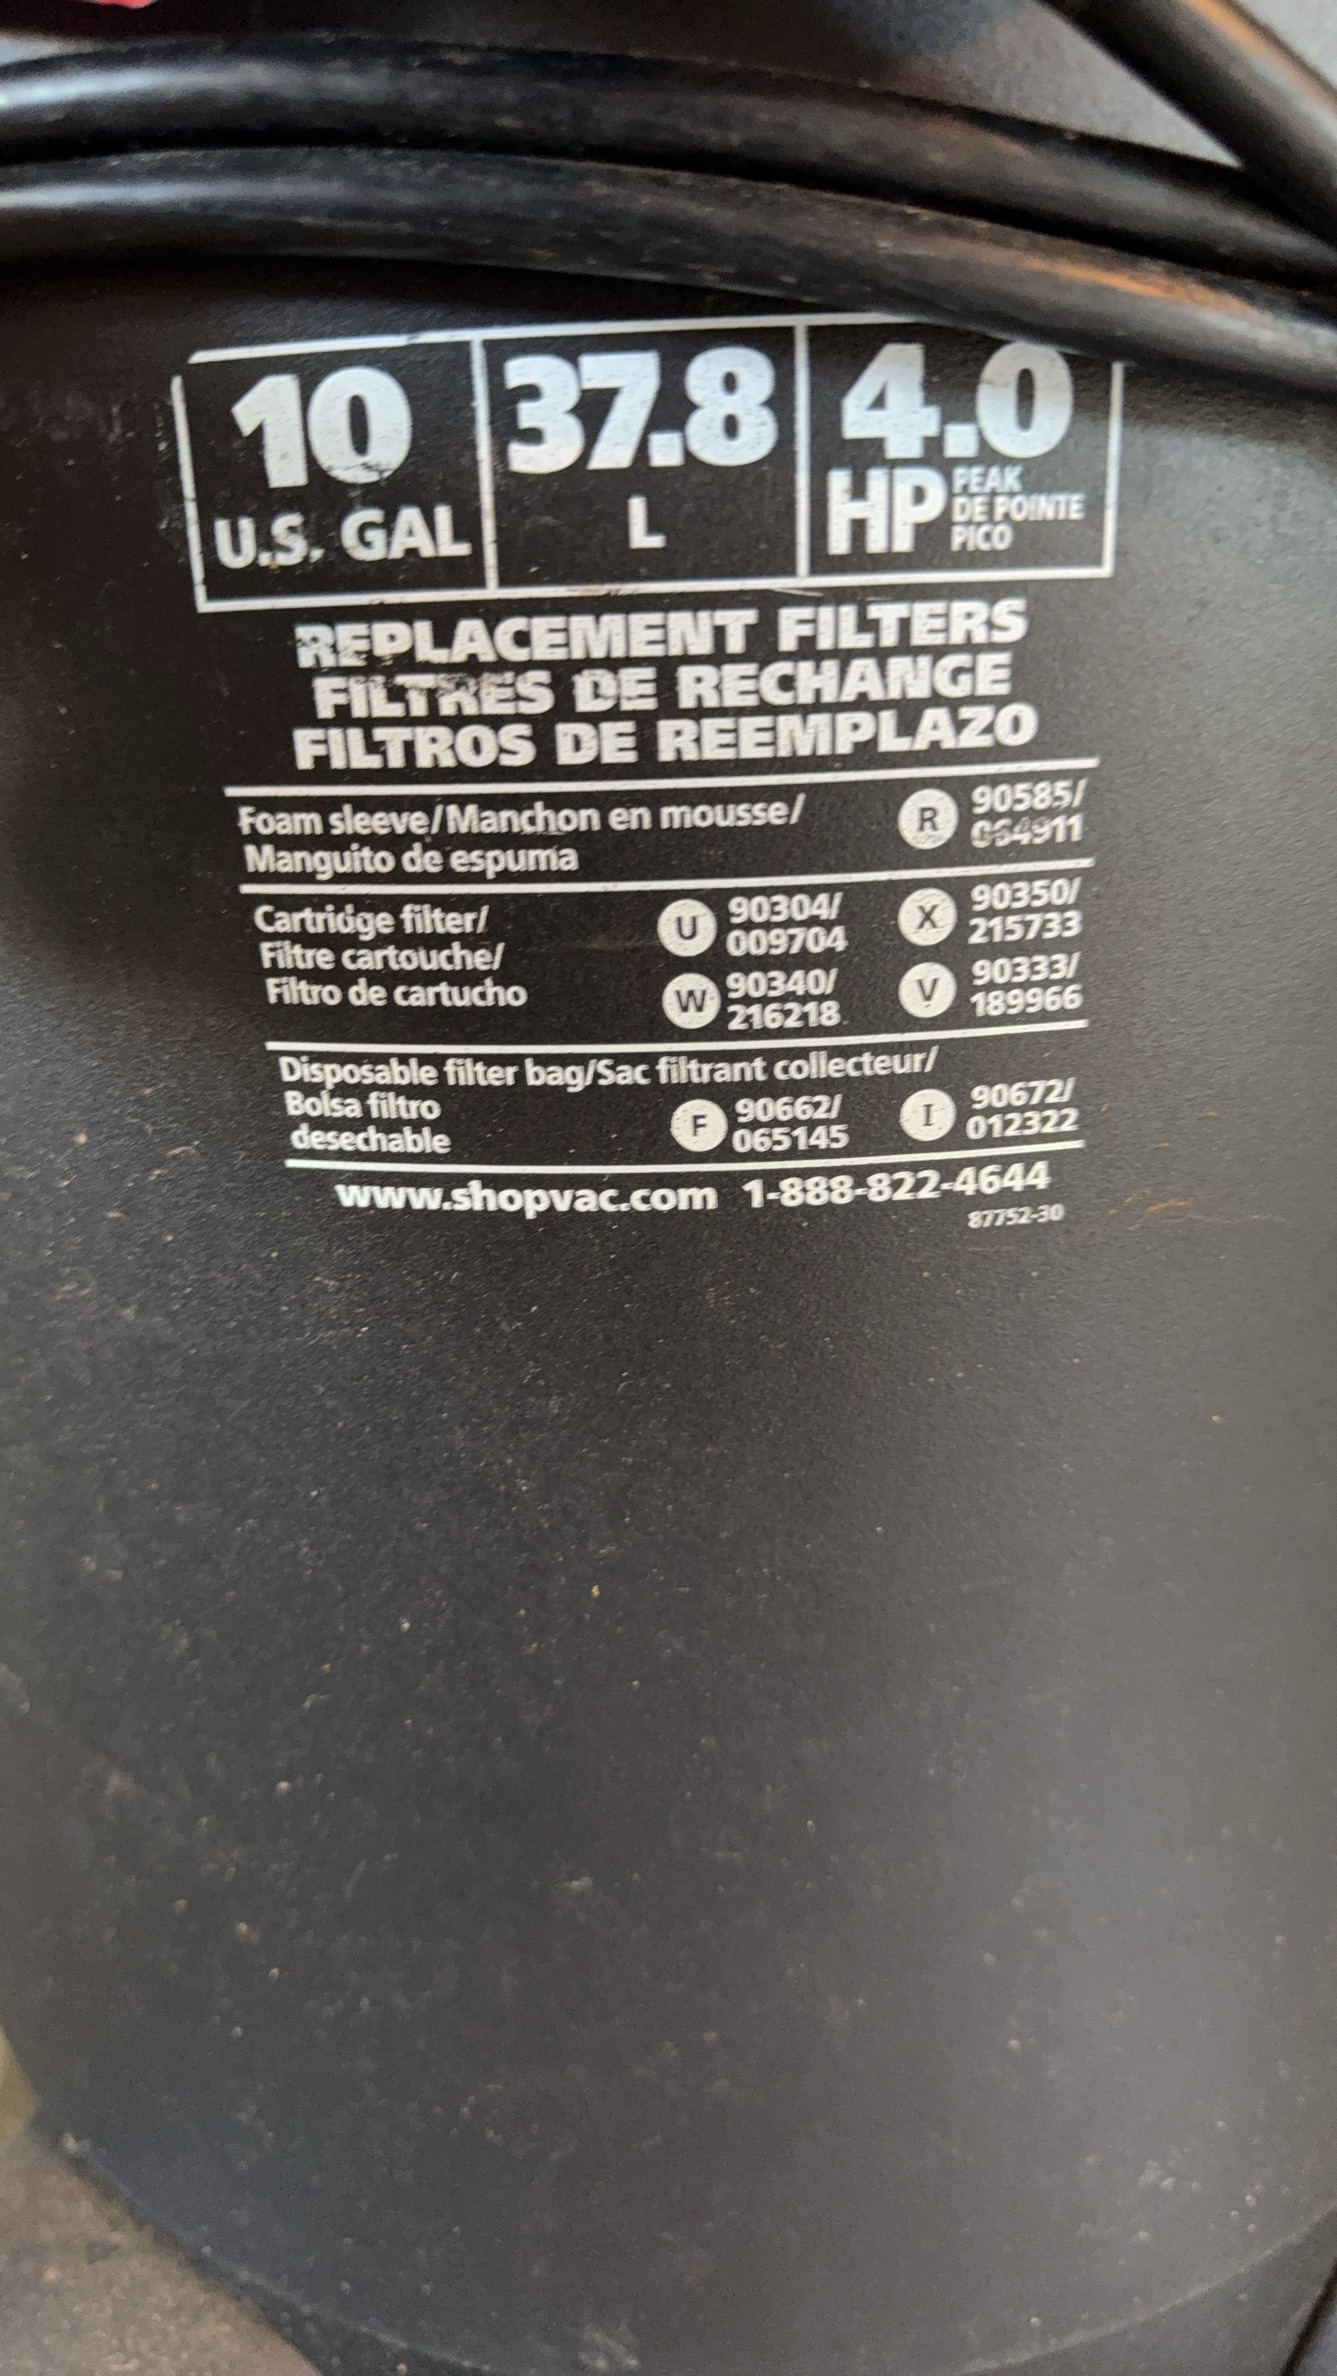 10 37.8 4.0
U.S. GAL L HP PEAK
DE POINTE
PICO
REPLACEMENT FILTERS
FILTRES DE RECHANGE
FILTROS DE REEMPLAZO
Foam sleeve/Manchon en mousse/ R 90585/
Manguito de espuma 064911
Cartridge filter/ U 90304/ X 90350/
Filtre cartouche/ 009704 215733
Filtro de cartucho W 90340/ V 90333/
216218 189966
Disposable filter bag/Sac filtrant collecteur/
Bolsa filtro F 90662/ I 90672/
desechable 065145 012322
www.shopvac.com 1-888-822-4644
87752-30